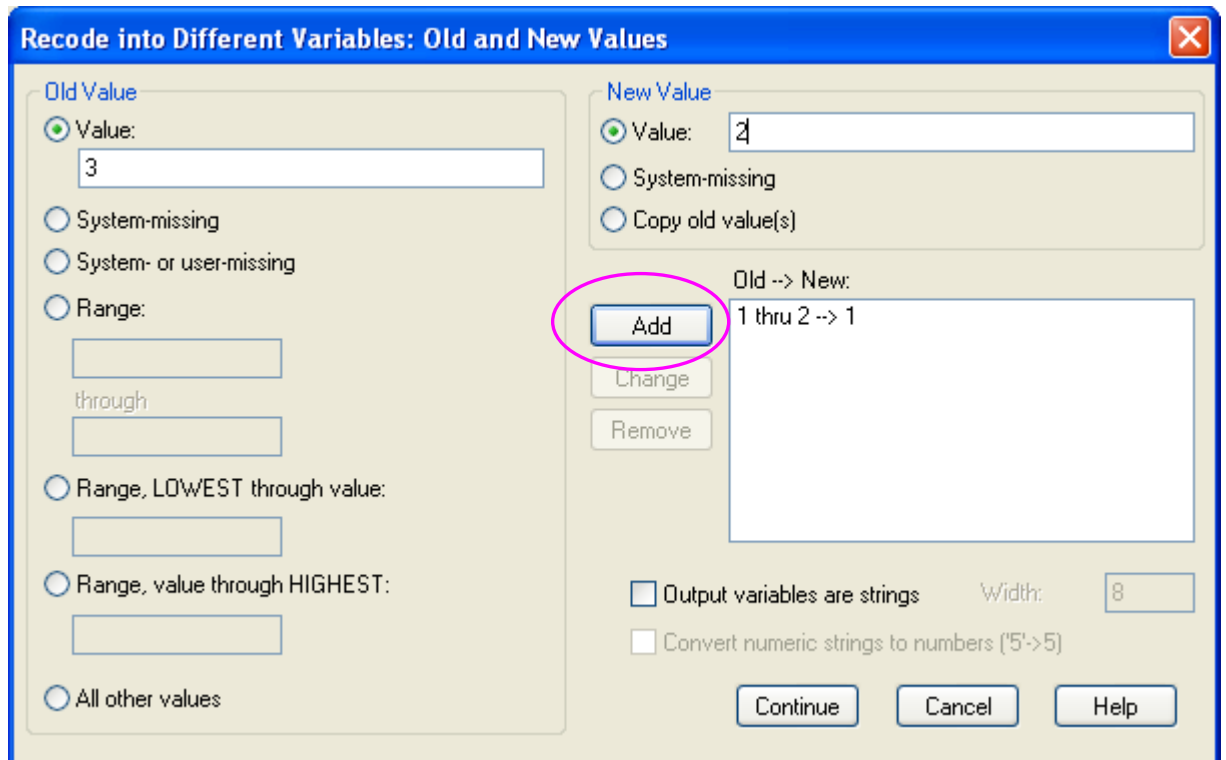 Recode into Different Variables: Old and New Values
Old Value
Value:
3
System-missing
System- or user-missing
Range:
through
Range, LOWEST through value:
Range, value through HIGHEST:
All other values
New Value
Value: 2
System-missing
Copy old value(s)
Old --> New:
1 thru 2 --> 1
Add
Change
Remove
Output variables are strings Width: 8
Convert numeric strings to numbers ('5'->5)
Continue Cancel Help